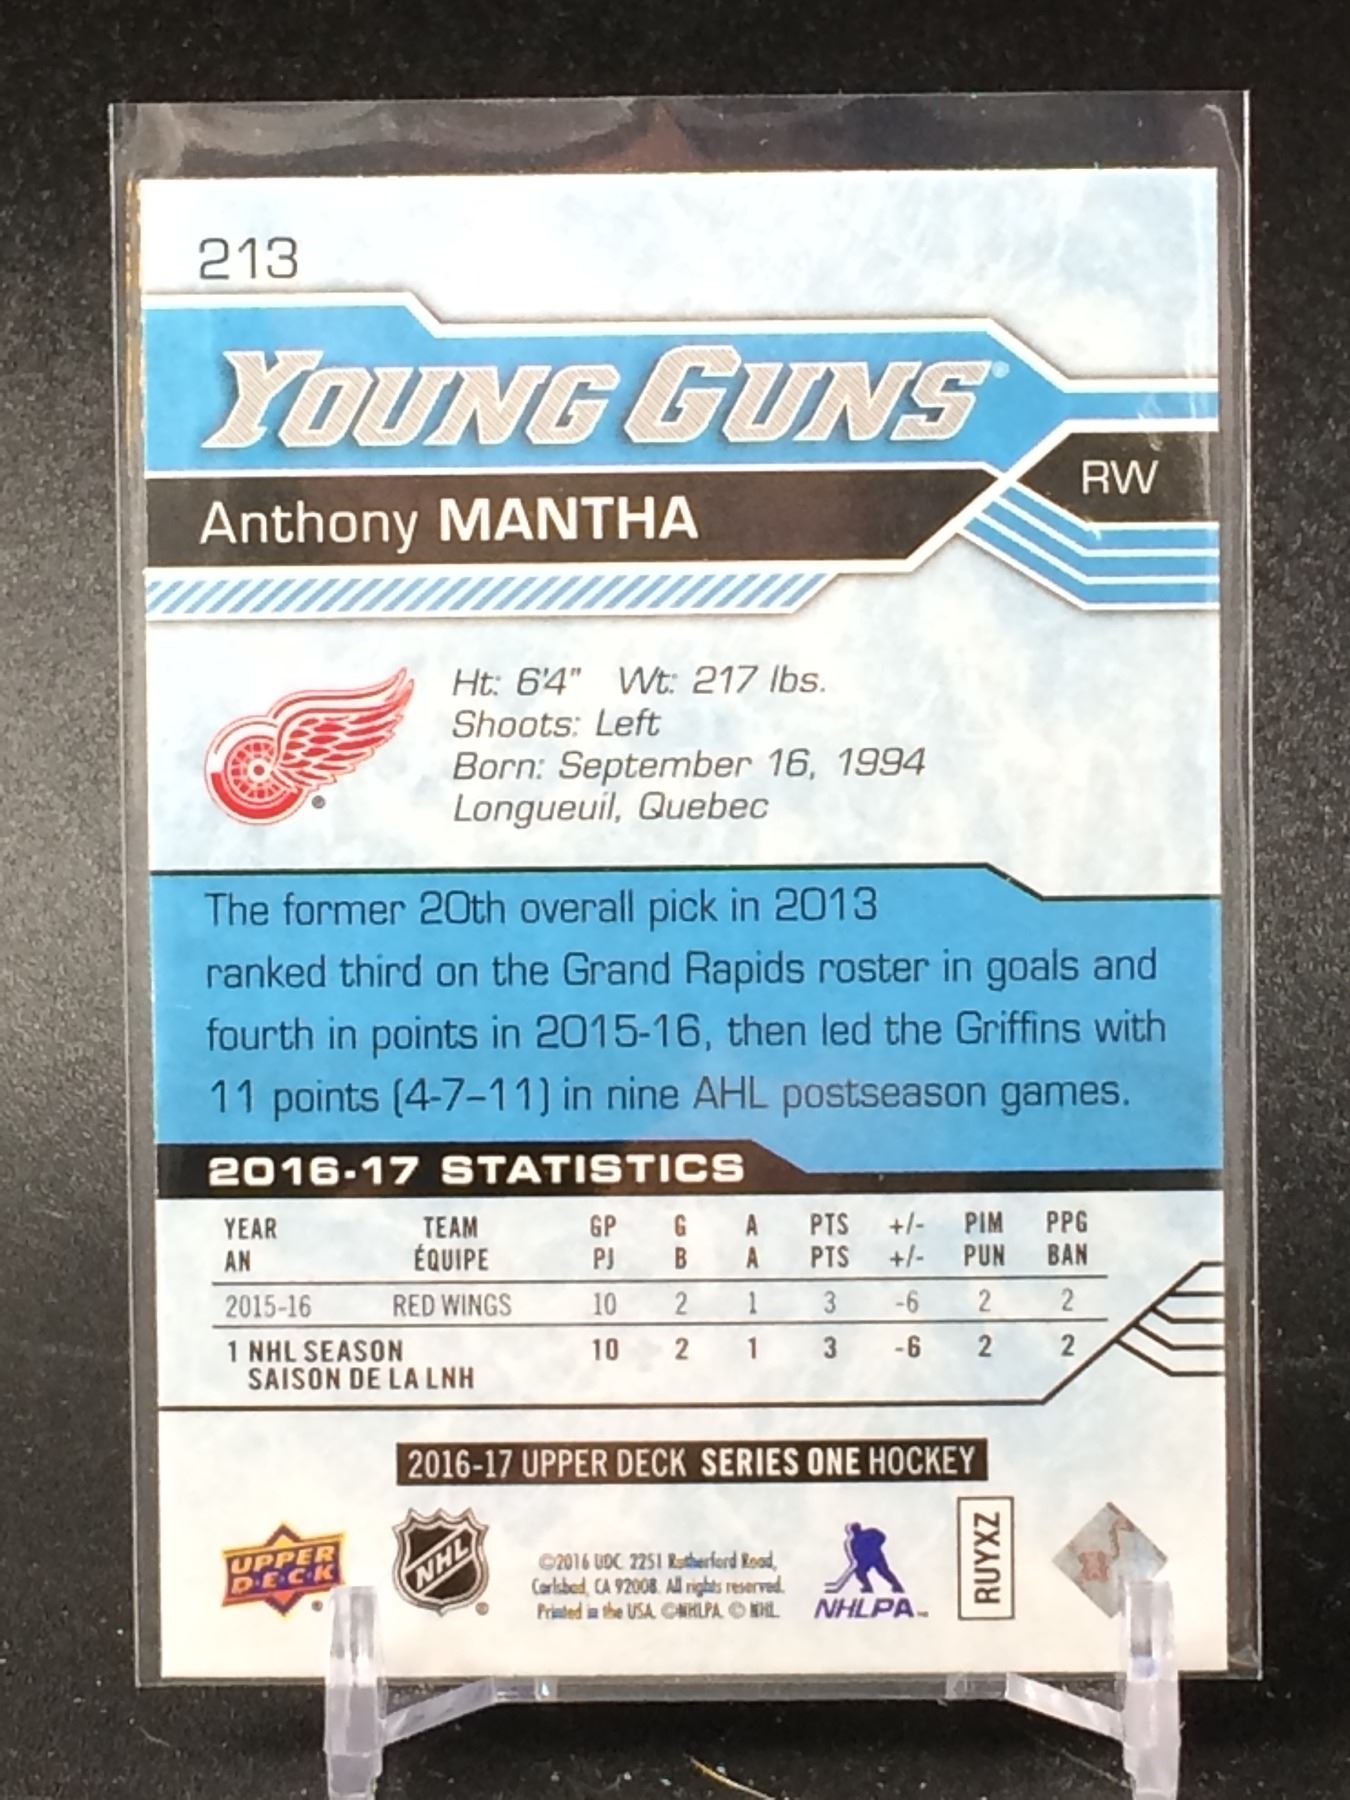 213
YOUNG GUNS®
Anthony MANTHA
RW
Ht: 6'4" Wt: 217 lbs.
Shoots: Left
Born: September 16, 1994
Longueuil, Quebec
The former 20th overall pick in 2013
ranked third on the Grand Rapids roster in goals and
fourth in points in 2015-16, then led the Griffins with
11 points (4-7–11) in nine AHL postseason games.
2016-17 STATISTICS
YEAR TEAM GP G A PTS +/- PIM PPG
AN ÉQUIPE PJ B A PTS +/- PUN BAN
2015-16 RED WINGS 10 2 1 3 -6 2 2
1 NHL SEASON 10 2 1 3 -6 2 2
SAISON DE LA LNH
2016-17 UPPER DECK SERIES ONE HOCKEY
UPPER
DECK
®
NHL
®
©2016 UDC. 2251 Rutherford Road,
Carlsbad, CA 92008. All rights reserved.
Printed in the USA. ©NHLPA. © NHL.
NHLPA™
RUYXZ